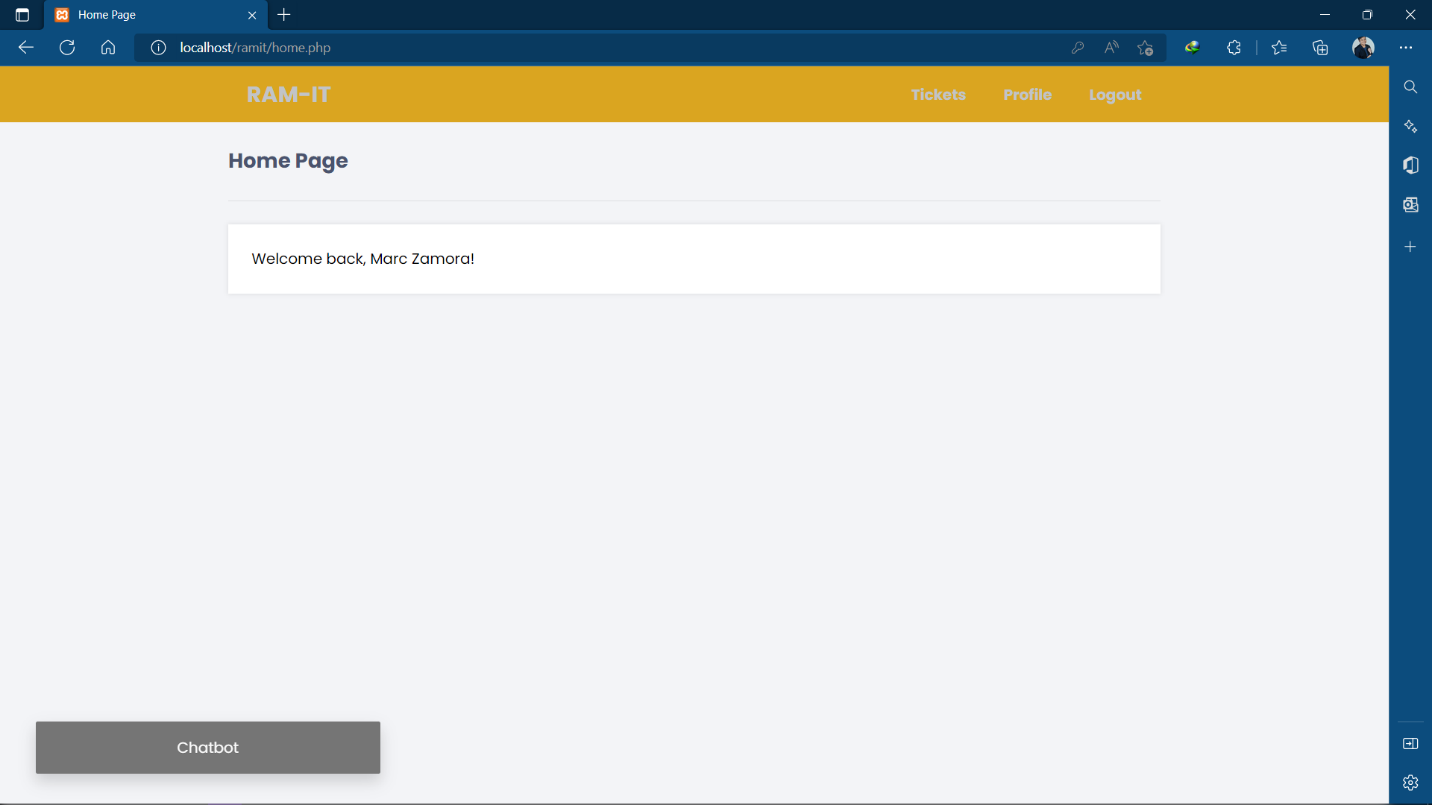 Home Page
localhost/ramit/home.php
RAM-IT
Tickets Profile Logout
Home Page
Welcome back, Marc Zamora!
Chatbot